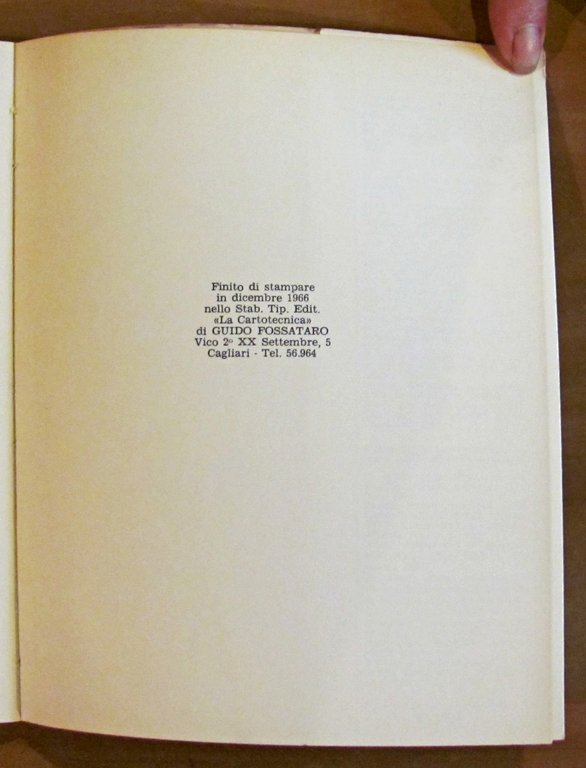 Finito di stampare
in dicembre 1966
nello Stab. Tip. Edit.
«La Cartotecnica»
di GUIDO FOSSATARO
Vico 2º XX Settembre, 5
Cagliari - Tel. 56.964